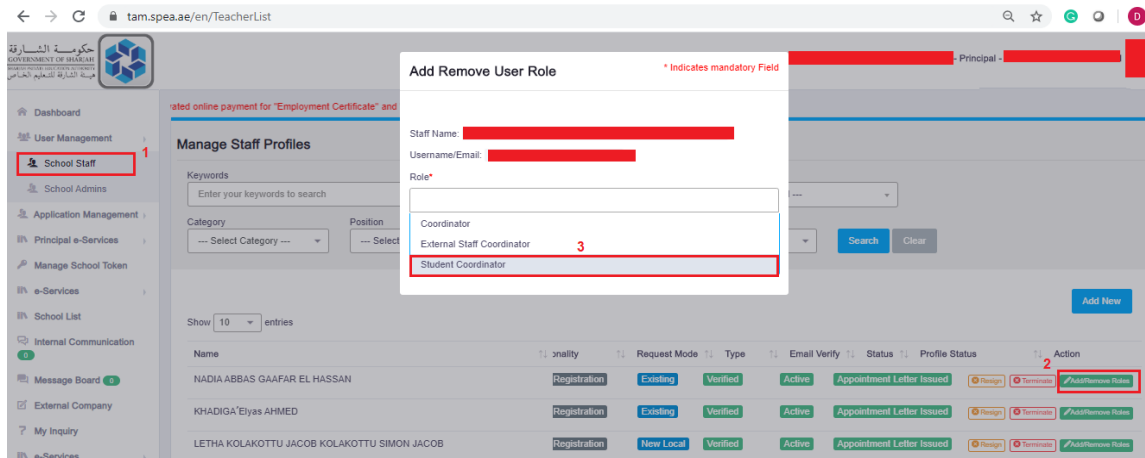 tam.spea.ae/en/TeacherList
حكومة الشارقة
GOVERNMENT OF SHARJAH
SHARJAH PRIVATE EDUCATION AUTHORITY
هيئة الشارقة للتعليم الخاص
- Principal -
Dashboard
User Management
School Staff
1
School Admins
Application Management
Principal e-Services
Manage School Token
e-Services
School List
Internal Communication
0
Message Board 0
External Company
My Inquiry
e-Services
ated online payment for "Employment Certificate" and
Manage Staff Profiles
Keywords
Enter your keywords to search
Category
Position
--- Select Category ---
--- Select
Search
Clear
Add Remove User Role
* Indicates mandatory Field
Staff Name:
Username/Email:
Role*
Coordinator
External Staff Coordinator
3
Student Coordinator
Add New
Show 10 entries
Name onality Request Mode Type Email Verify Status Profile Status Action
2
NADIA ABBAS GAAFAR EL HASSAN Registration Existing Verified Active Appointment Letter Issued Resign Terminate Add/Remove Roles
KHADIGA'Elyas AHMED Registration Existing Verified Active Appointment Letter Issued Resign Terminate Add/Remove Roles
LETHA KOLAKOTTU JACOB KOLAKOTTU SIMON JACOB Registration New Local Verified Active Appointment Letter Issued Resign Terminate Add/Remove Roles